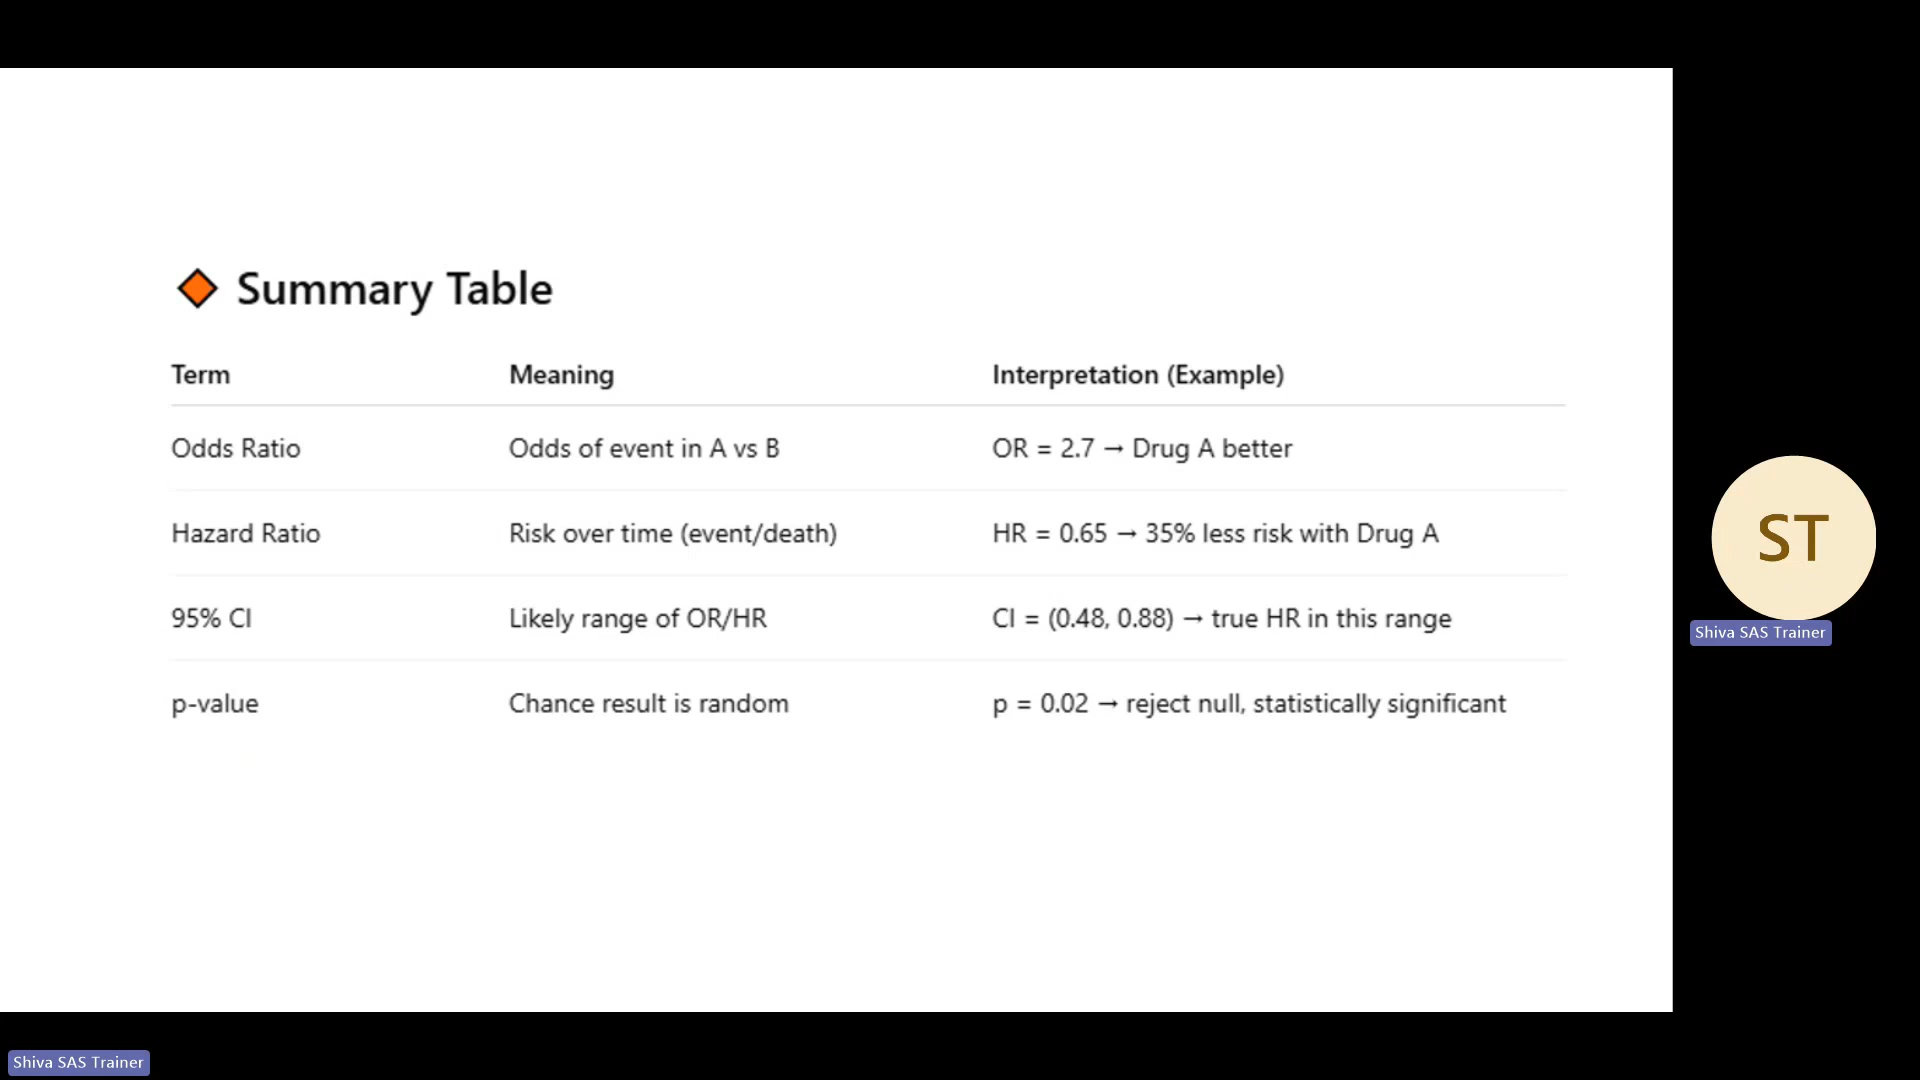 Summary Table
Term Meaning Interpretation (Example)
Odds Ratio Odds of event in A vs B OR = 2.7 → Drug A better
Hazard Ratio Risk over time (event/death) HR = 0.65 → 35% less risk with Drug A
95% CI Likely range of OR/HR CI = (0.48, 0.88) → true HR in this range
p-value Chance result is random p = 0.02 → reject null, statistically significant
ST
Shiva SAS Trainer
Shiva SAS Trainer